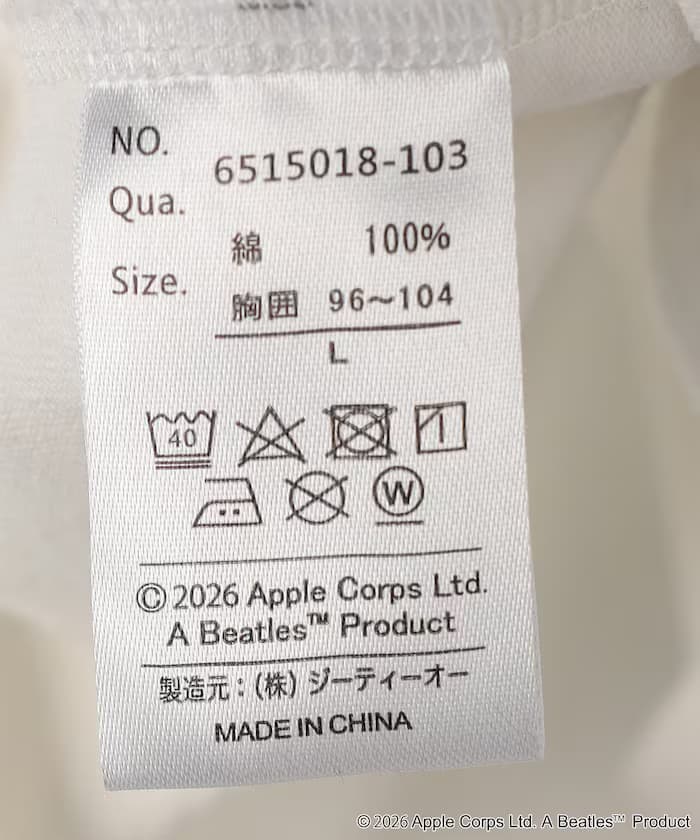 NO. 6515018-103
Qua.
綿 100%
Size.
胸囲 96～104
L
40
W
©2026 Apple Corps Ltd.
A Beatles™ Product
製造元：(株) ジーティーオー
MADE IN CHINA
©2026 Apple Corps Ltd. A Beatles™ Product